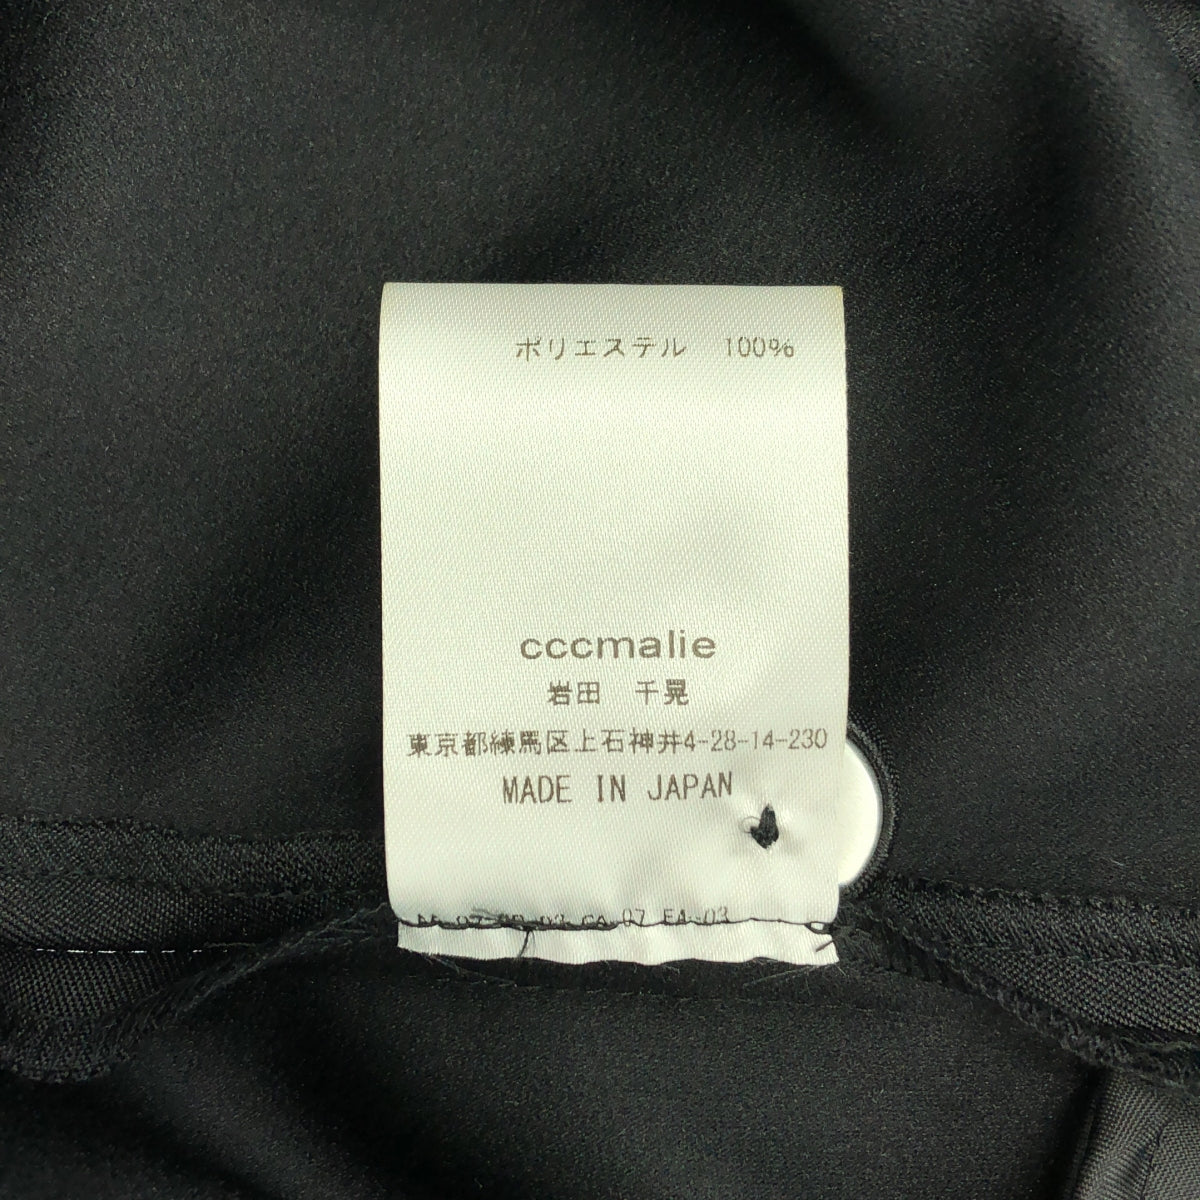 ポリエステル 100%
cccmalie
岩田 千晃
東京都練馬区上石神井4-28-14-230
MADE IN JAPAN